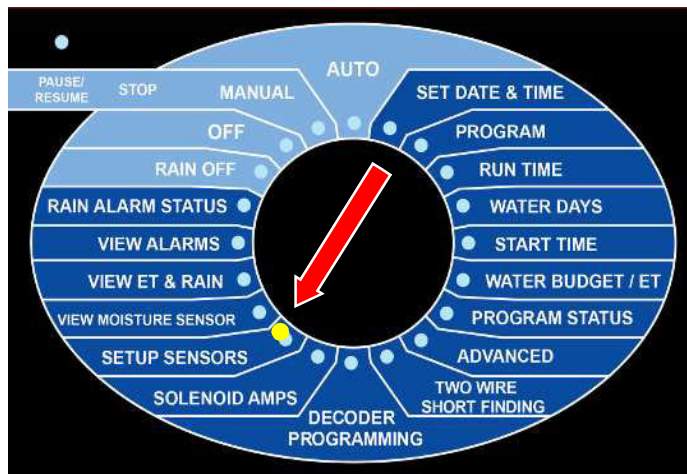 AUTO
PAUSE/
RESUME
STOP
MANUAL
SET DATE & TIME
OFF
PROGRAM
RAIN OFF
RUN TIME
RAIN ALARM STATUS
WATER DAYS
VIEW ALARMS
START TIME
VIEW ET & RAIN
WATER BUDGET / ET
VIEW MOISTURE SENSOR
PROGRAM STATUS
SETUP SENSORS
ADVANCED
SOLENOID AMPS
TWO WIRE
SHORT FINDING
DECODER
PROGRAMMING